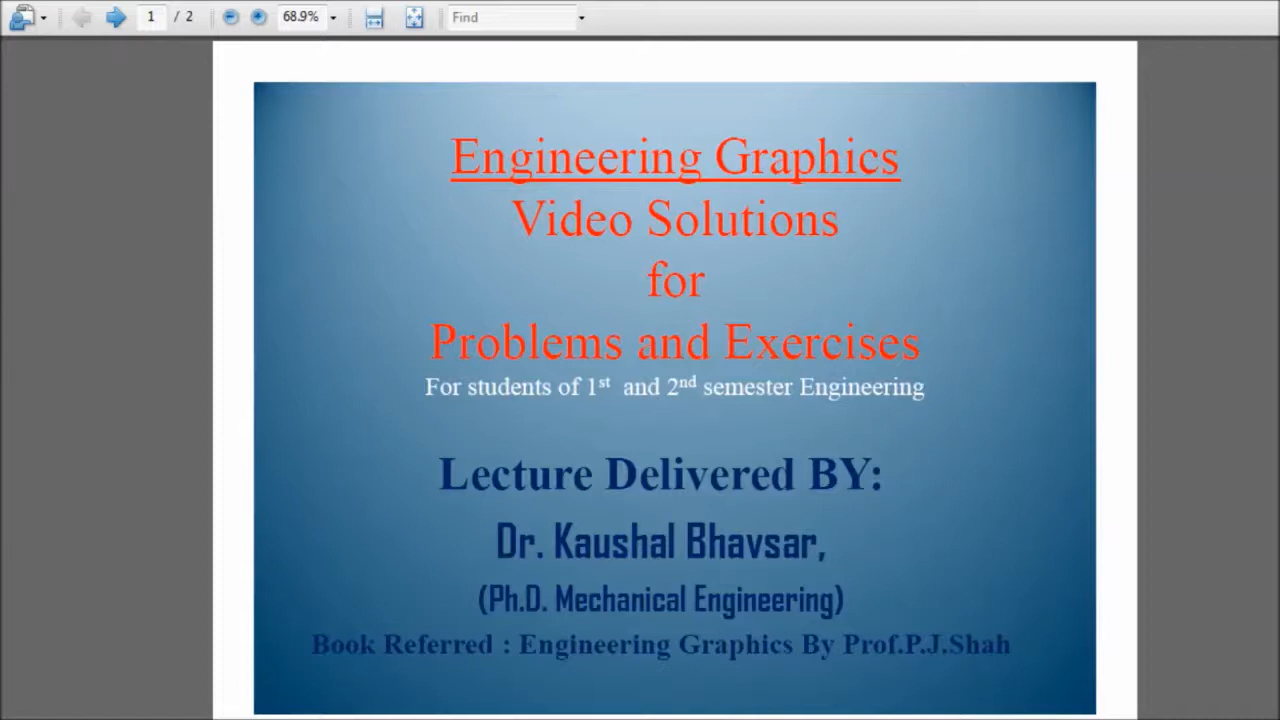 1 / 2 68.9% Find
Engineering Graphics
Video Solutions
for
Problems and Exercises
For students of 1st and 2nd semester Engineering
Lecture Delivered BY:
Dr. Kaushal Bhavsar,
(Ph.D. Mechanical Engineering)
Book Referred : Engineering Graphics By Prof.P.J.Shah